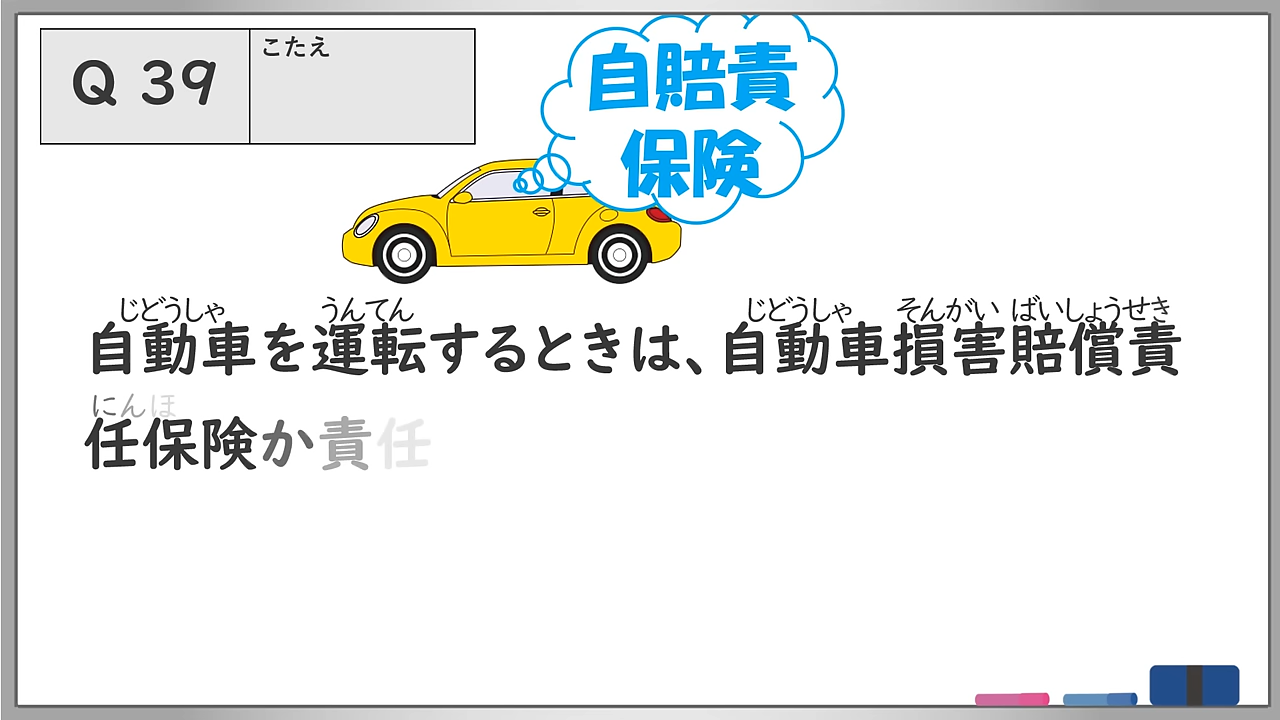 Q 39
こたえ
自賠責
保険
じどうしゃ うんてん じどうしゃ そんがい ばいしょうせき
自動車を運転するときは、自動車損害賠償責
にんほ
任保険か責任